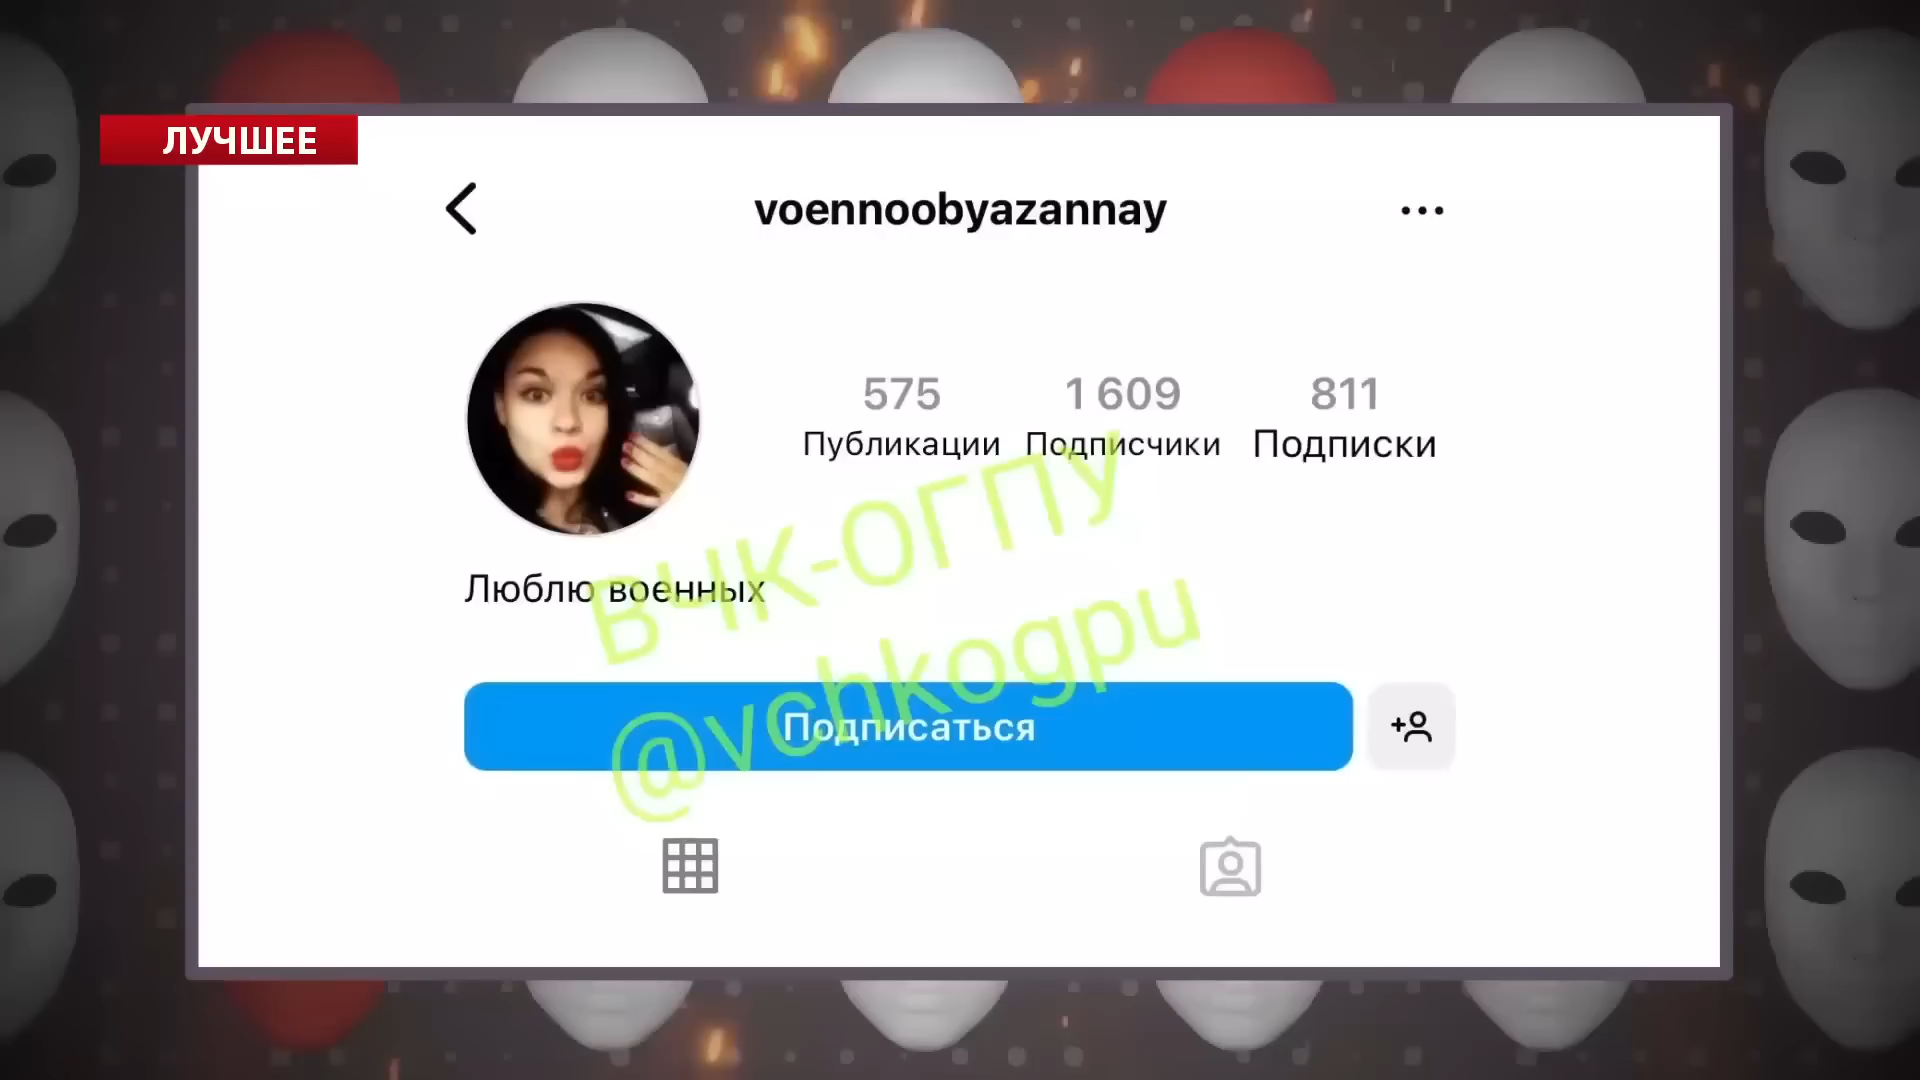 ЛУЧШЕЕ
voennoobyazannay
575 1 609 811
Публикации Подписчики Подписки
Люблю военных
ВЧК-ОГПУ
@vchkogpu
Подписаться